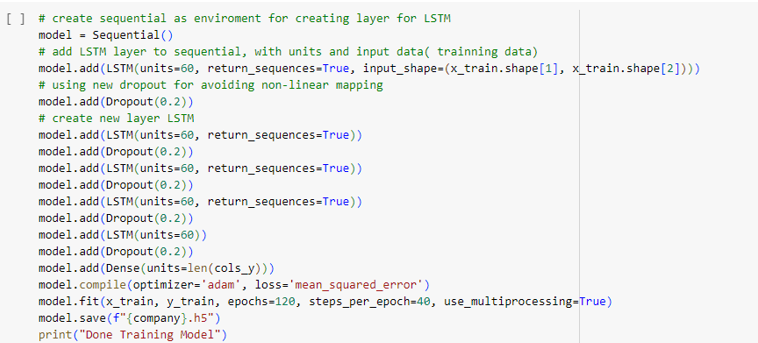 [ ] # create sequential as enviroment for creating layer for LSTM
model = Sequential()
# add LSTM layer to sequential, with units and input data( trainning data)
model.add(LSTM(units=60, return_sequences=True, input_shape=(x_train.shape[1], x_train.shape[2])))
# using new dropout for avoiding non-linear mapping
model.add(Dropout(0.2))
# create new layer LSTM
model.add(LSTM(units=60, return_sequences=True))
model.add(Dropout(0.2))
model.add(LSTM(units=60, return_sequences=True))
model.add(Dropout(0.2))
model.add(LSTM(units=60, return_sequences=True))
model.add(Dropout(0.2))
model.add(LSTM(units=60))
model.add(Dropout(0.2))
model.add(Dense(units=len(cols_y)))
model.compile(optimizer='adam', loss='mean_squared_error')
model.fit(x_train, y_train, epochs=120, steps_per_epoch=40, use_multiprocessing=True)
model.save(f"{company}.h5")
print("Done Training Model")